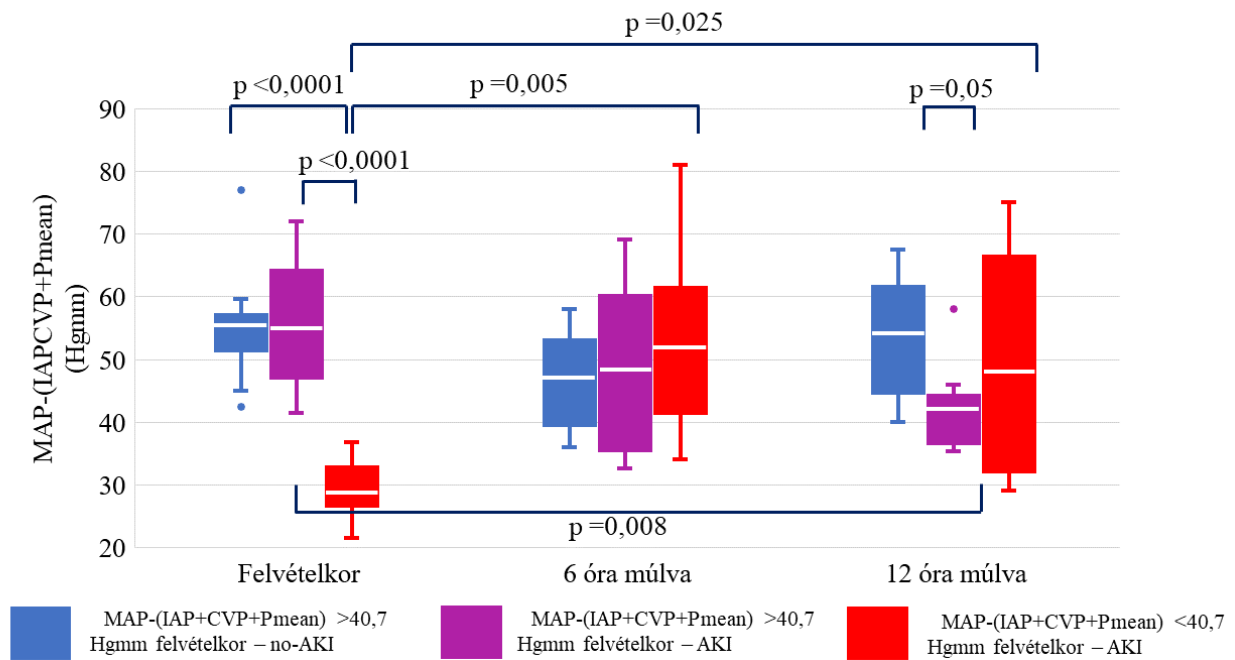 p =0,025
p <0,0001
p =0,005
p =0,05
p <0,0001
MAP-(IAPCVP+Pmean)
(Hgmm)
90
80
70
60
50
40
30
20
p =0,008
Felvételkor
6 óra múlva
12 óra múlva
MAP-(IAP+CVP+Pmean) >40,7
Hgmm felvételkor – no-AKI
MAP-(IAP+CVP+Pmean) >40,7
Hgmm felvételkor – AKI
MAP-(IAP+CVP+Pmean) <40,7
Hgmm felvételkor – AKI